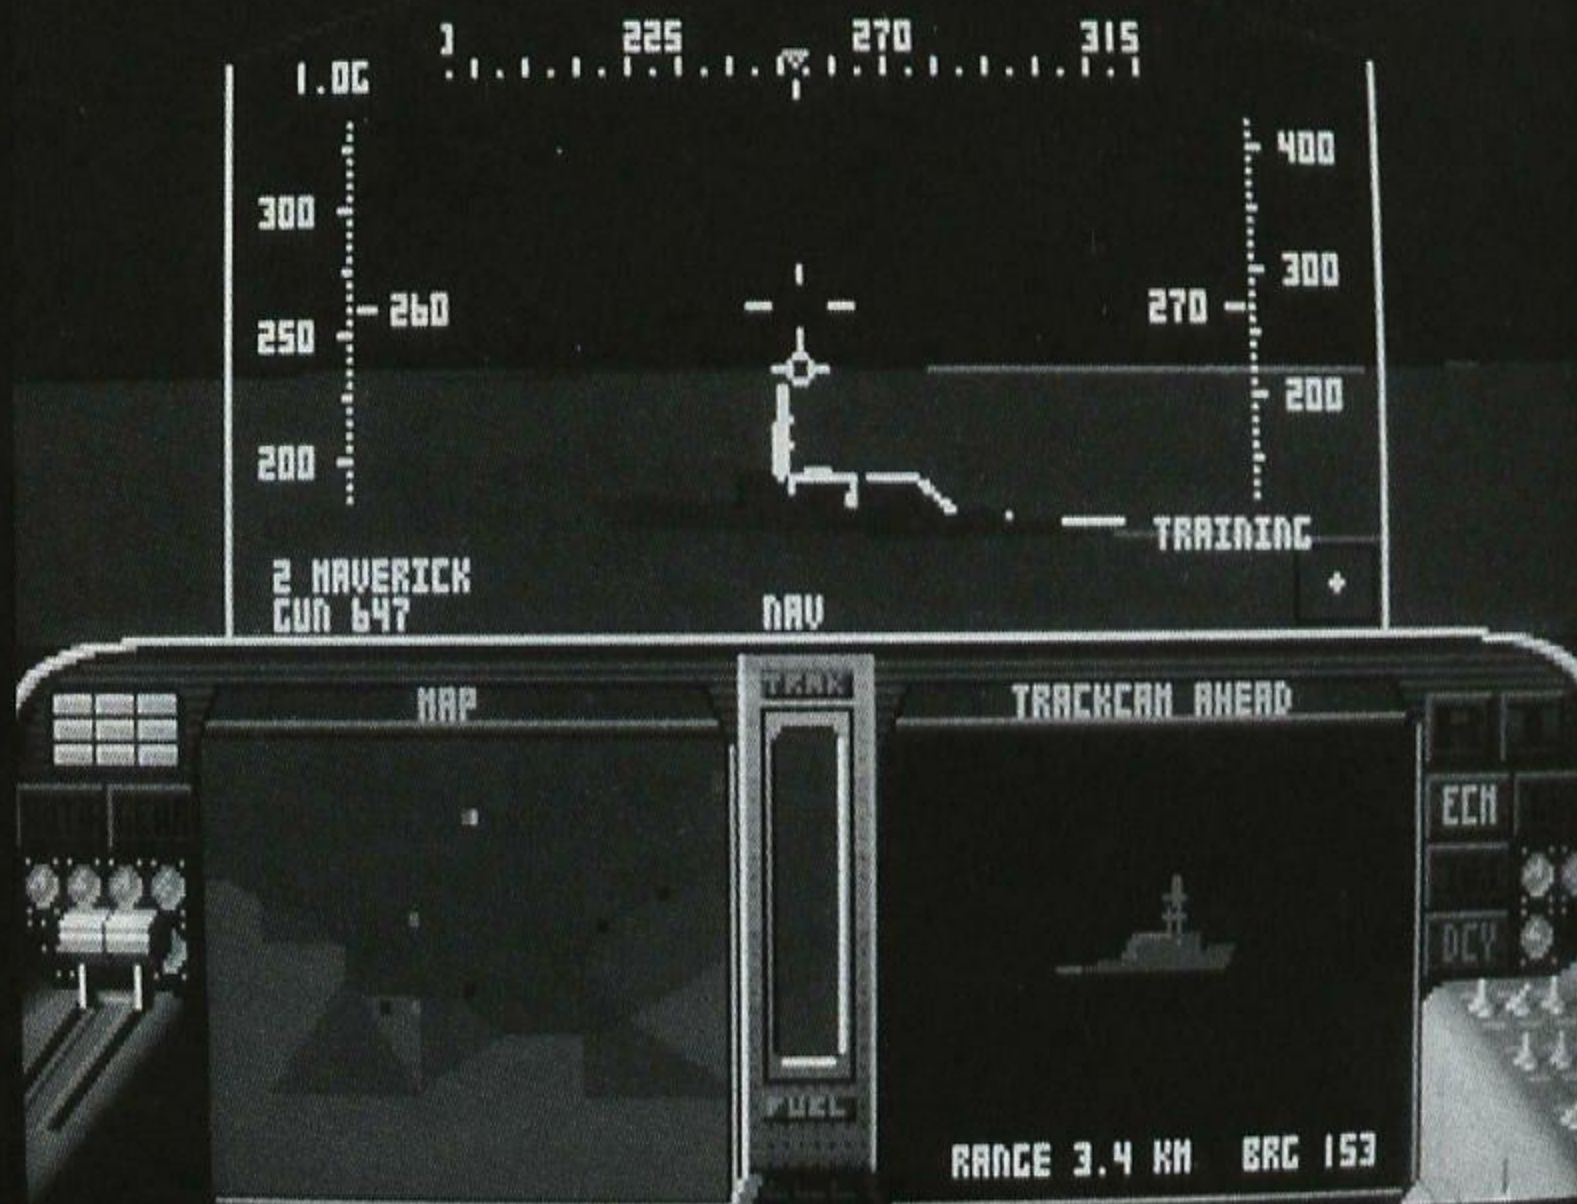 225 270 315
1.0G
400
300
300
260
270
250
200
200
TRAINING
2 MAVERICK
GUN 647
NAV
MAP
TRAK
TRACKCAM AHEAD
ECM
DCY
FUEL
RANGE 3.4 KM BRG 153